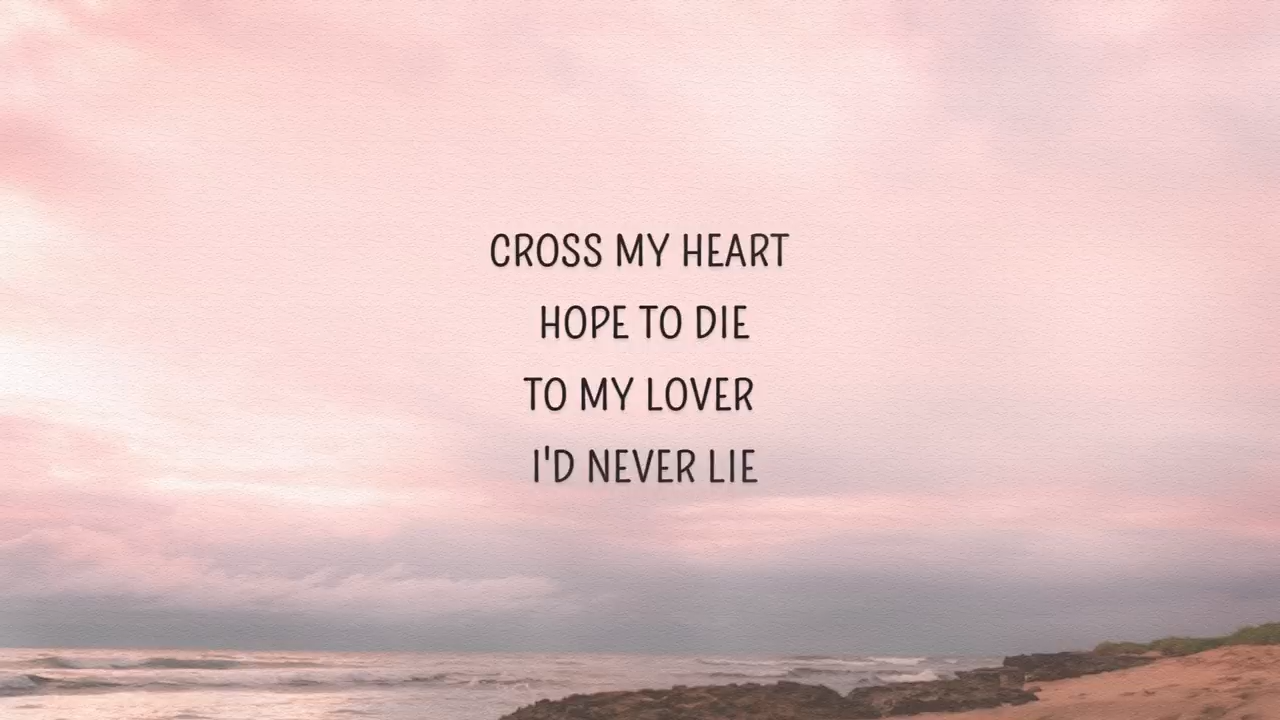 CROSS MY HEART
HOPE TO DIE
TO MY LOVER
I'D NEVER LIE